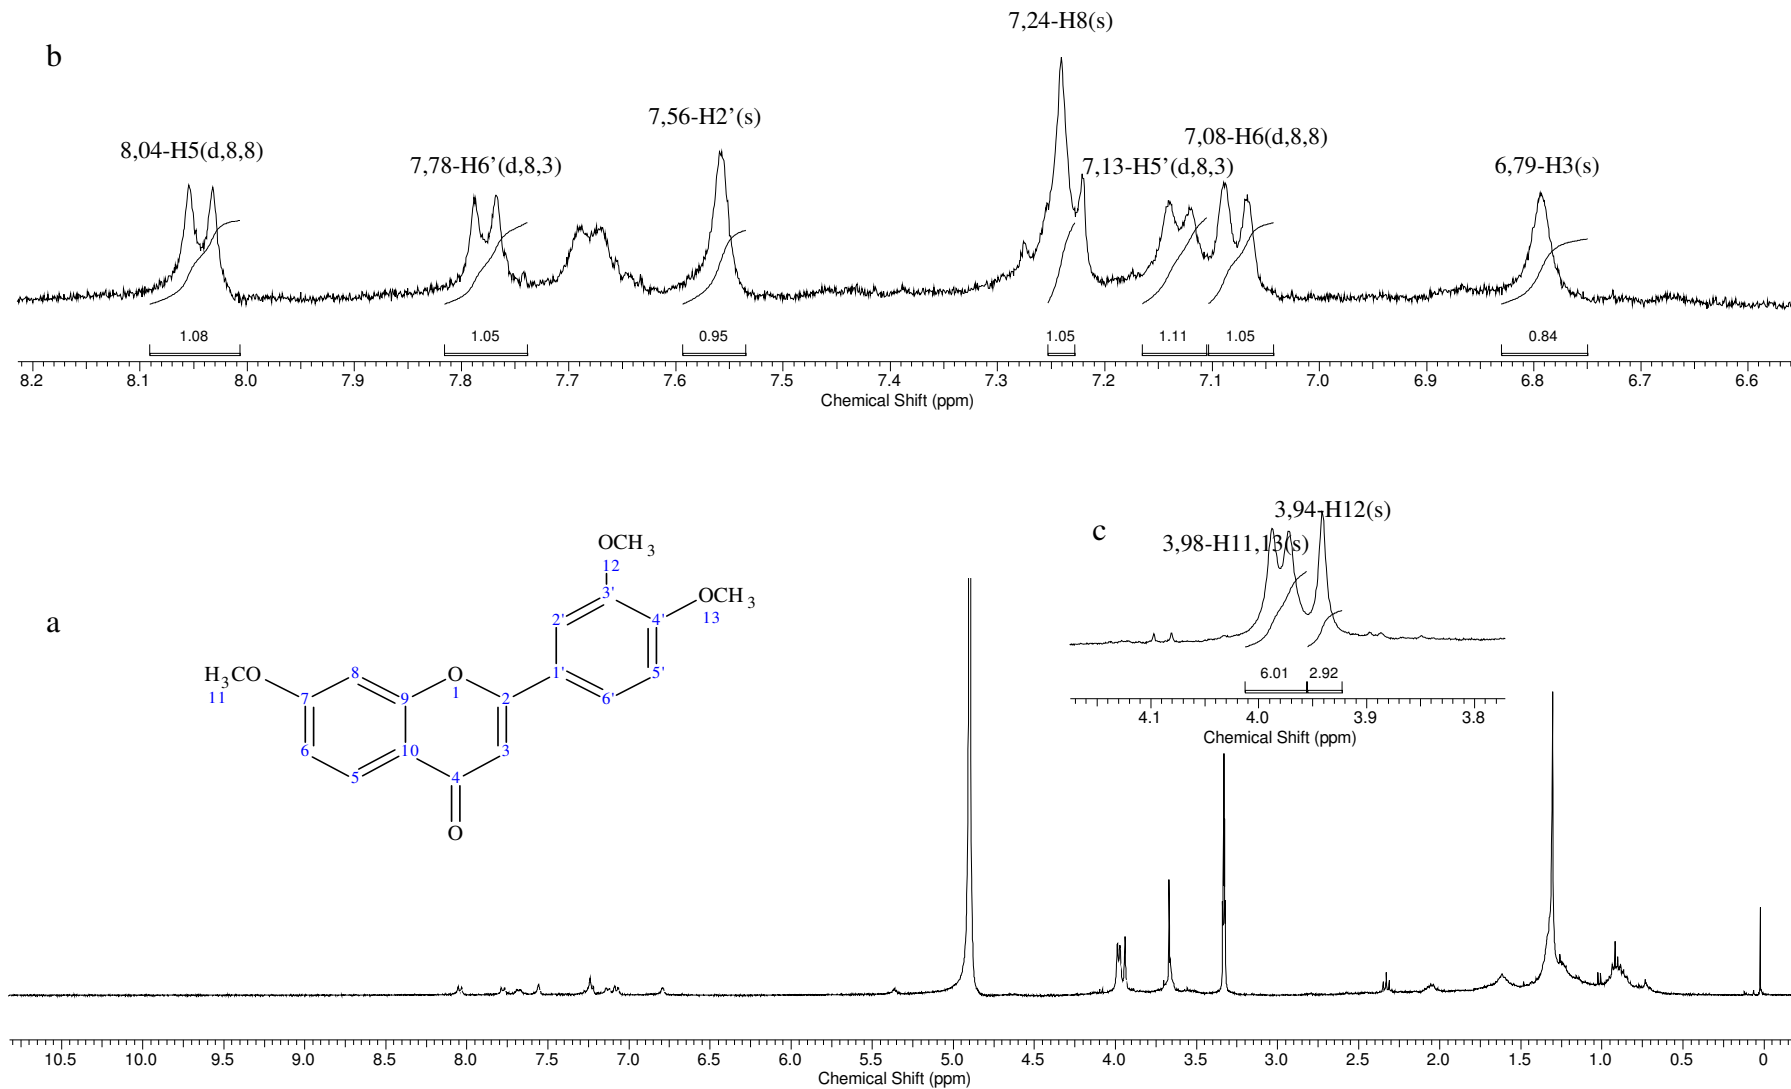 b
7,24-H8(s)
7,56-H2’(s)
7,08-H6(d,8,8)
8,04-H5(d,8,8)
7,78-H6’(d,8,3)
7,13-H5’(d,8,3)
6,79-H3(s)
1.08 1.05 0.95 1.05 1.11 1.05 0.84
8.2 8.1 8.0 7.9 7.8 7.7 7.6 7.5 7.4 7.3 7.2 7.1 7.0 6.9 6.8 6.7 6.6
Chemical Shift (ppm)
c
3,94-H12(s)
3,98-H11,13(s)
6.01 2.92
4.1 4.0 3.9 3.8
Chemical Shift (ppm)
a
OCH3
12
3'
OCH3
13
2'
4'
1'
5'
6'
H3CO
11
8
7
9
O
1
2
6
10
3
5
4
O
10.5 10.0 9.5 9.0 8.5 8.0 7.5 7.0 6.5 6.0 5.5 5.0 4.5 4.0 3.5 3.0 2.5 2.0 1.5 1.0 0.5 0
Chemical Shift (ppm)